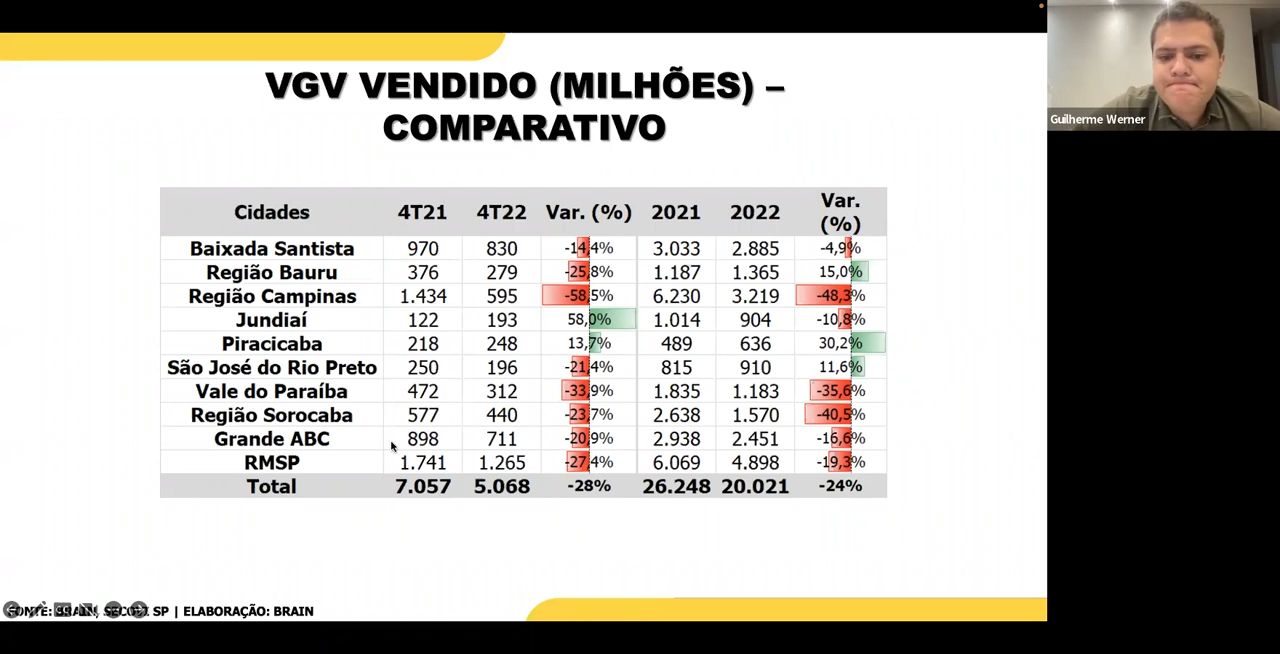 VGV VENDIDO (MILHÕES) –
COMPARATIVO
Guilherme Werner
Cidades 4T21 4T22 Var. (%) 2021 2022 Var. (%)
Baixada Santista 970 830 -14,4% 3.033 2.885 -4,9%
Região Bauru 376 279 -25,8% 1.187 1.365 15,0%
Região Campinas 1.434 595 -58,5% 6.230 3.219 -48,3%
Jundiaí 122 193 58,0% 1.014 904 -10,8%
Piracicaba 218 248 13,7% 489 636 30,2%
São José do Rio Preto 250 196 -21,4% 815 910 11,6%
Vale do Paraíba 472 312 -33,9% 1.835 1.183 -35,6%
Região Sorocaba 577 440 -23,7% 2.638 1.570 -40,5%
Grande ABC 898 711 -20,9% 2.938 2.451 -16,6%
RMSP 1.741 1.265 -27,4% 6.069 4.898 -19,3%
Total 7.057 5.068 -28% 26.248 20.021 -24%
FONTE: BRAIN, SECOVI SP | ELABORAÇÃO: BRAIN